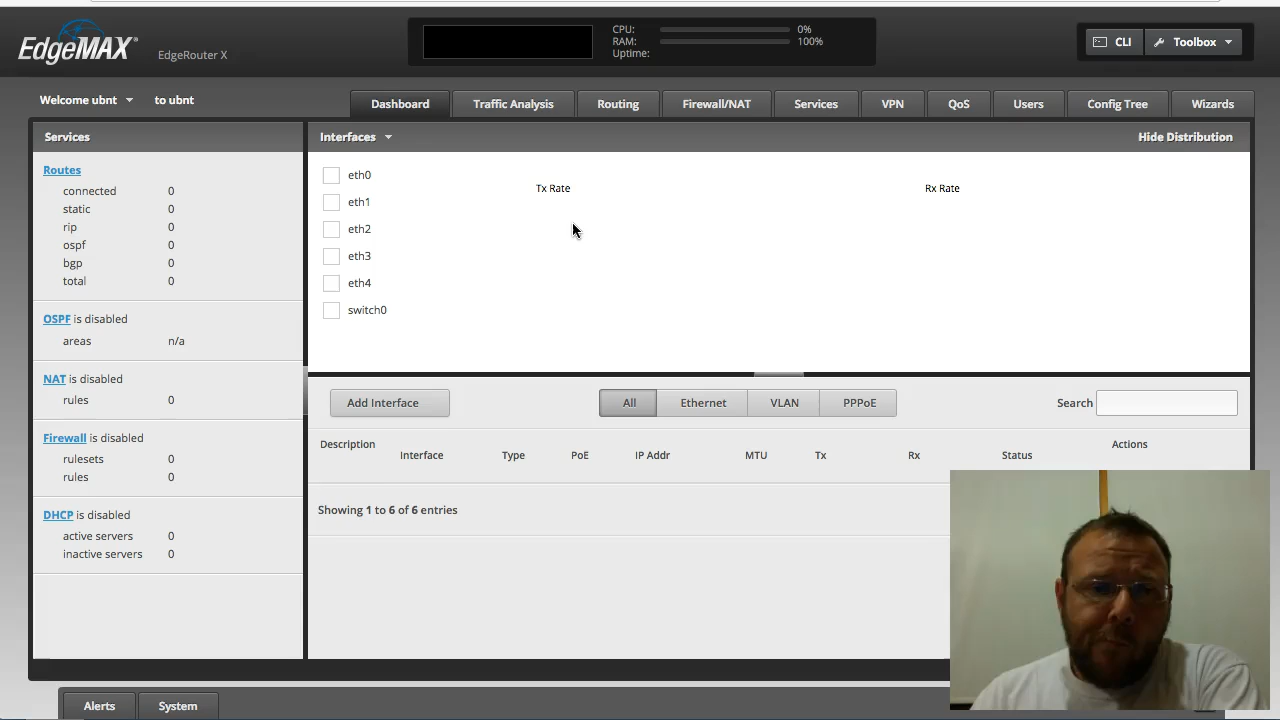 EdgeMAX
EdgeRouter X
CPU: 0%
RAM: 100%
Uptime:
CLI
Toolbox
Welcome ubnt
to ubnt
Dashboard
Traffic Analysis
Routing
Firewall/NAT
Services
VPN
QoS
Users
Config Tree
Wizards
Services
Routes
connected 0
static 0
rip 0
ospf 0
bgp 0
total 0
OSPF is disabled
areas n/a
NAT is disabled
rules 0
Firewall is disabled
rulesets 0
rules 0
DHCP is disabled
active servers 0
inactive servers 0
Interfaces
Hide Distribution
eth0
eth1
eth2
eth3
eth4
switch0
Tx Rate
Rx Rate
Add Interface
All
Ethernet
VLAN
PPPoE
Search
Description
Interface
Type
PoE
IP Addr
MTU
Tx
Rx
Status
Actions
Showing 1 to 6 of 6 entries
Alerts
System